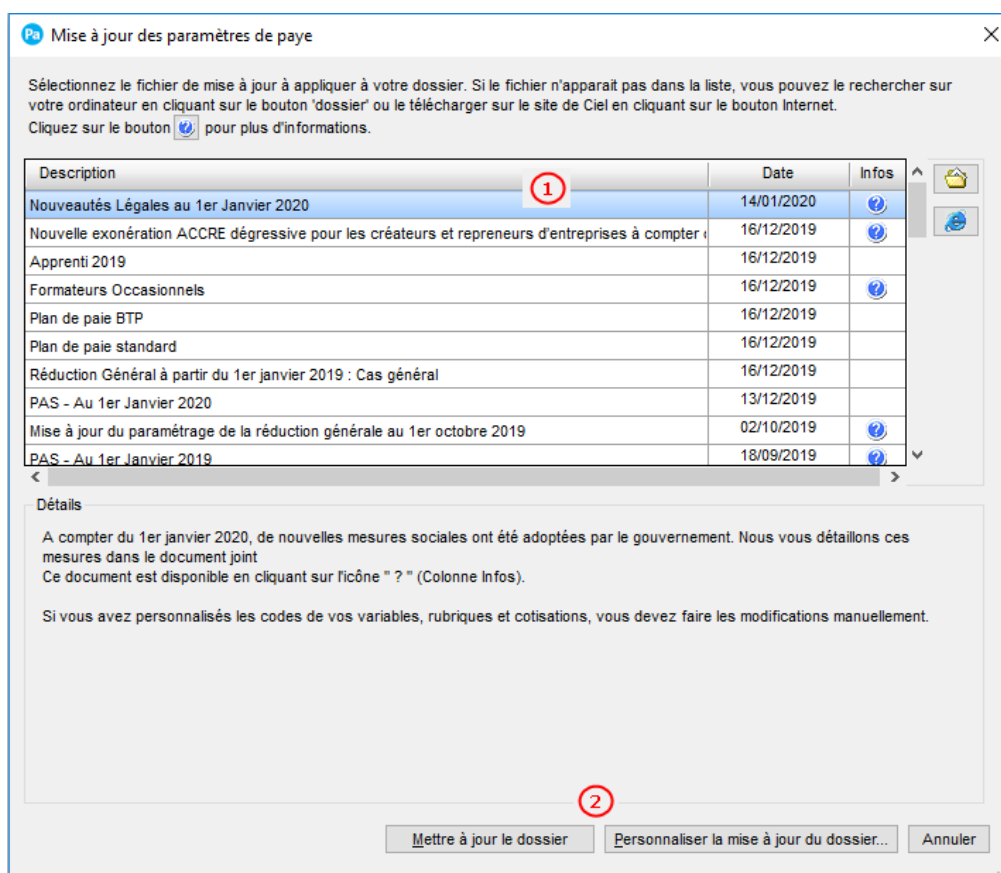 Pa Mise à jour des paramètres de paye
Sélectionnez le fichier de mise à jour à appliquer à votre dossier. Si le fichier n'apparait pas dans la liste, vous pouvez le rechercher sur
votre ordinateur en cliquant sur le bouton 'dossier' ou le télécharger sur le site de Ciel en cliquant sur le bouton Internet.
Cliquez sur le bouton ? pour plus d'informations.
Description Date Infos
1
Nouveautés Légales au 1er Janvier 2020 14/01/2020 ?
Nouvelle exonération ACCRE dégressive pour les créateurs et repreneurs d'entreprises à compter 16/12/2019 ?
Apprenti 2019 16/12/2019
Formateurs Occasionnels 16/12/2019 ?
Plan de paie BTP 16/12/2019
Plan de paie standard 16/12/2019
Réduction Général à partir du 1er janvier 2019 : Cas général 16/12/2019
PAS - Au 1er Janvier 2020 13/12/2019
Mise à jour du paramétrage de la réduction générale au 1er octobre 2019 02/10/2019 ?
PAS - Au 1er Janvier 2019 18/09/2019 ?
Détails
A compter du 1er janvier 2020, de nouvelles mesures sociales ont été adoptées par le gouvernement. Nous vous détaillons ces
mesures dans le document joint
Ce document est disponible en cliquant sur l'icône " ? " (Colonne Infos).
Si vous avez personnalisés les codes de vos variables, rubriques et cotisations, vous devez faire les modifications manuellement.
2
Mettre à jour le dossier Personnaliser la mise à jour du dossier... Annuler